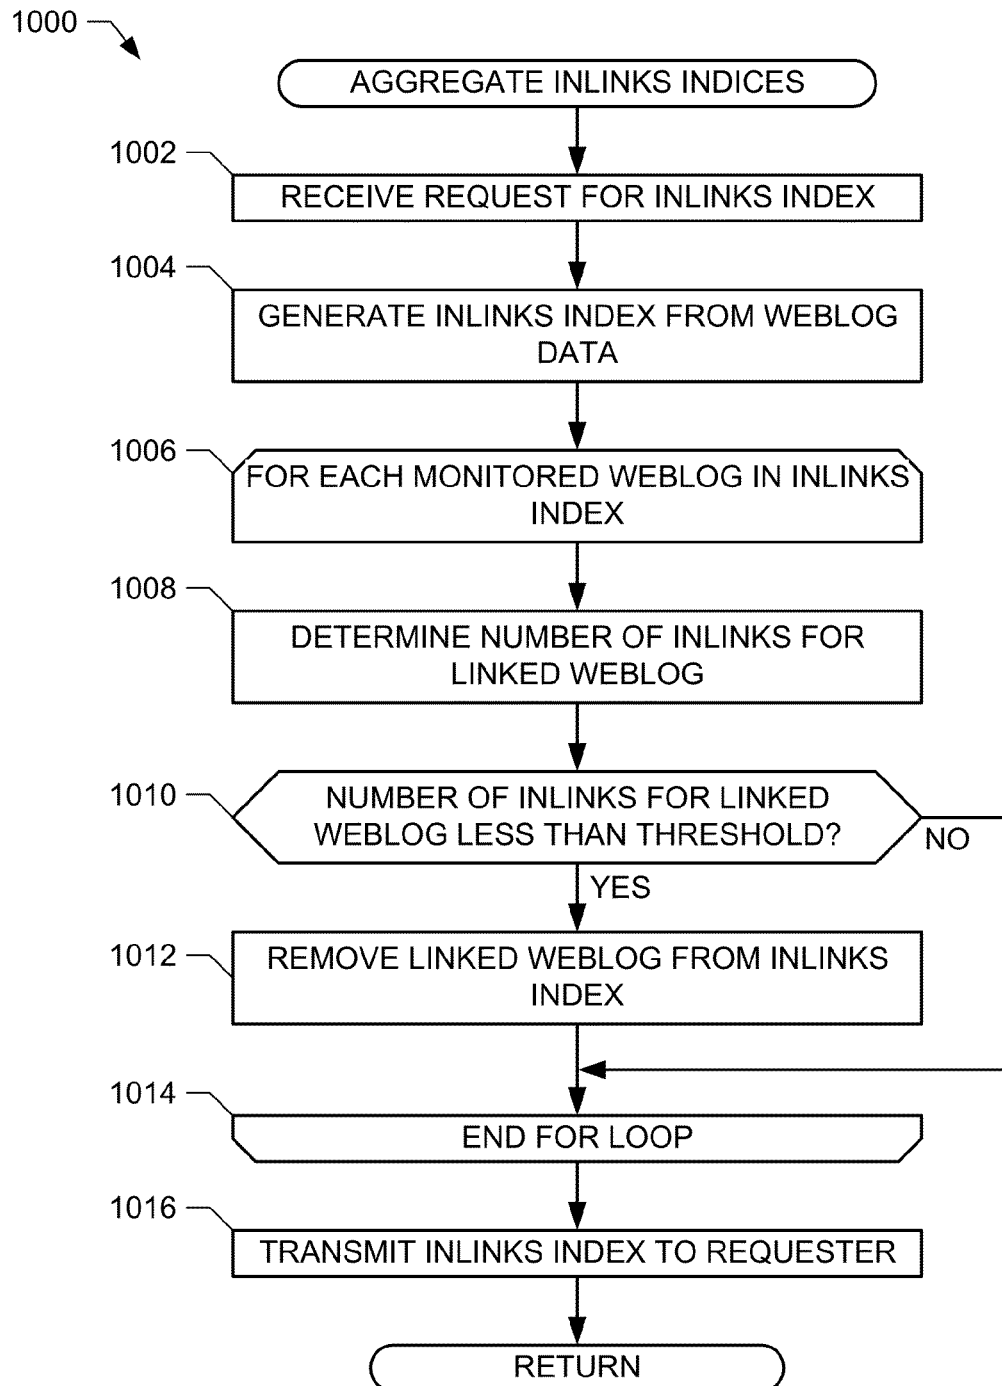 1000
AGGREGATE INLINKS INDICES
1002
RECEIVE REQUEST FOR INLINKS INDEX
1004
GENERATE INLINKS INDEX FROM WEBLOG
DATA
1006
FOR EACH MONITORED WEBLOG IN INLINKS
INDEX
1008
DETERMINE NUMBER OF INLINKS FOR
LINKED WEBLOG
1010
NUMBER OF INLINKS FOR LINKED
WEBLOG LESS THAN THRESHOLD?
NO
YES
1012
REMOVE LINKED WEBLOG FROM INLINKS
INDEX
1014
END FOR LOOP
1016
TRANSMIT INLINKS INDEX TO REQUESTER
RETURN